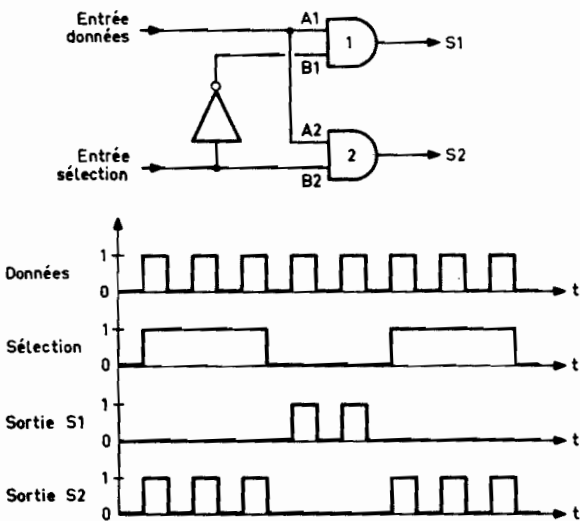 Entrée
données
A1
1
S1
B1
A2
Entrée
sélection
2
S2
B2
Données
1
0
t
Sélection
1
0
t
Sortie S1
1
0
t
Sortie S2
1
0
t